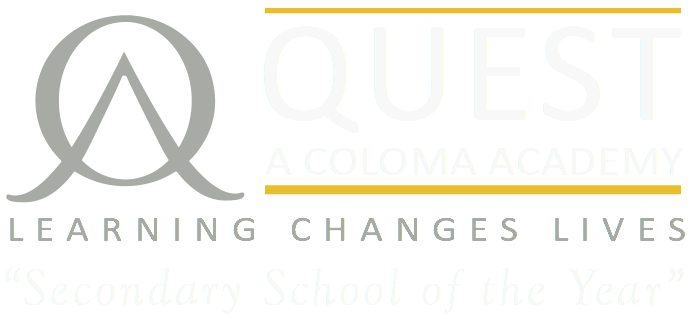 QUEST
A COLOMA ACADEMY
LEARNING CHANGES LIVES
“Secondary School of the Year”